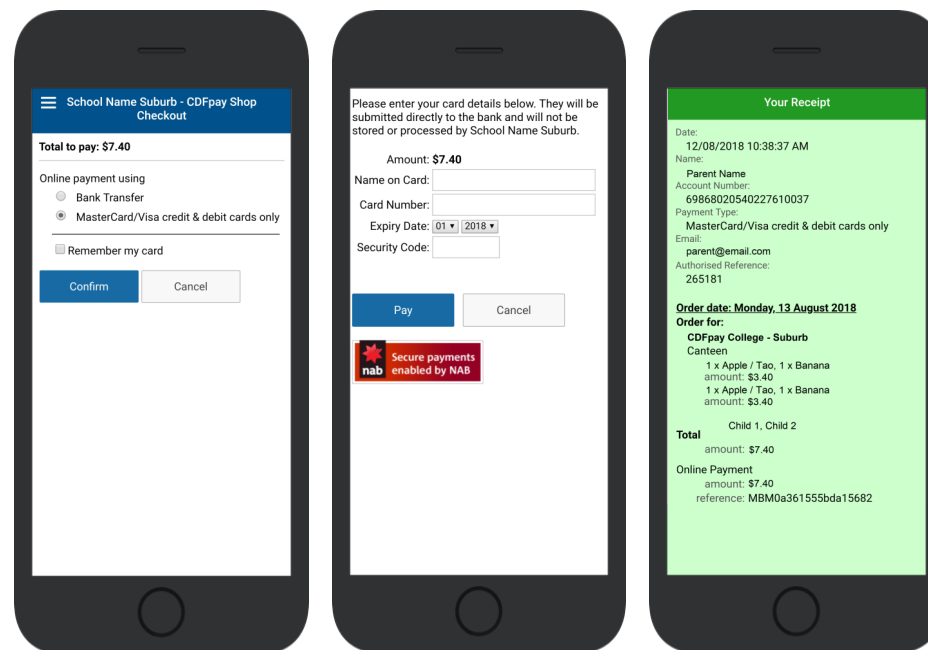 School Name Suburb - CDFpay Shop
Checkout
Total to pay: $7.40
Online payment using
Bank Transfer
MasterCard/Visa credit & debit cards only
Remember my card
Confirm Cancel
Please enter your card details below. They will be
submitted directly to the bank and will not be
stored or processed by School Name Suburb.
Amount: $7.40
Name on Card:
Card Number:
Expiry Date: 01 2018
Security Code:
Pay Cancel
nab Secure payments
enabled by NAB
Your Receipt
Date:
12/08/2018 10:38:37 AM
Name:
Parent Name
Account Number:
69868020540227610037
Payment Type:
MasterCard/Visa credit & debit cards only
Email:
parent@email.com
Authorised Reference:
265181
Order date: Monday, 13 August 2018
Order for:
CDFpay College - Suburb
Canteen
1 x Apple / Tao, 1 x Banana
amount: $3.40
1 x Apple / Tao, 1 x Banana
amount: $3.40
Child 1, Child 2
Total
amount: $7.40
Online Payment
amount: $7.40
reference: MBM0a361555bda15682